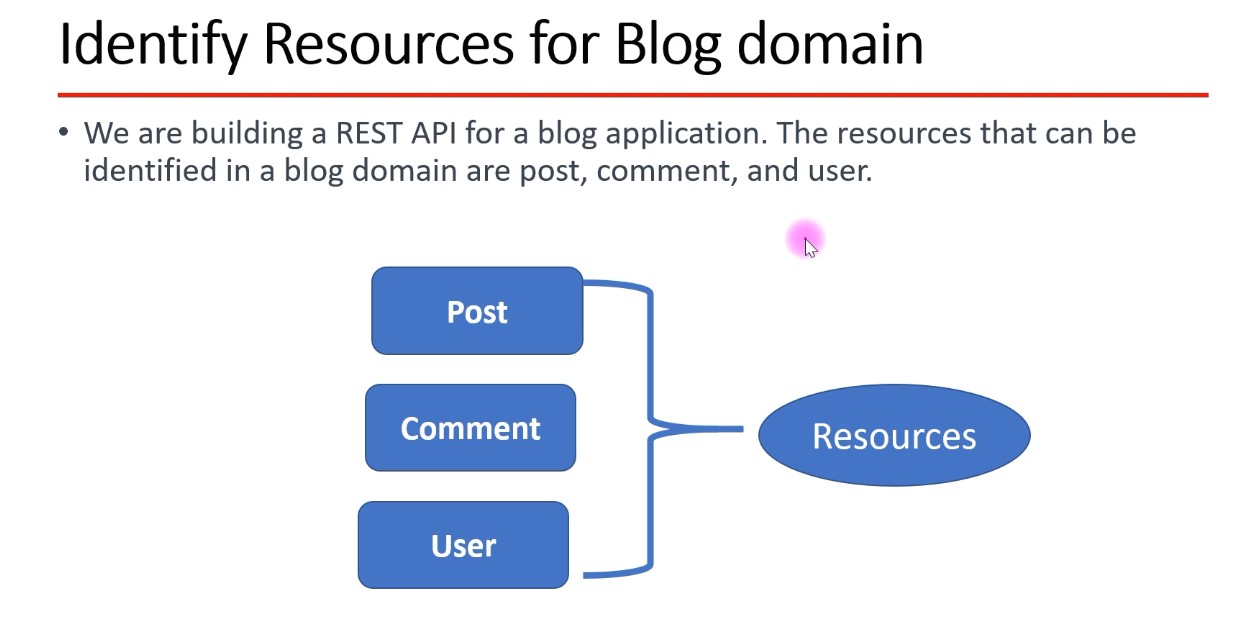 Identify Resources for Blog domain
• We are building a REST API for a blog application. The resources that can be
identified in a blog domain are post, comment, and user.
Post
Comment
Resources
User